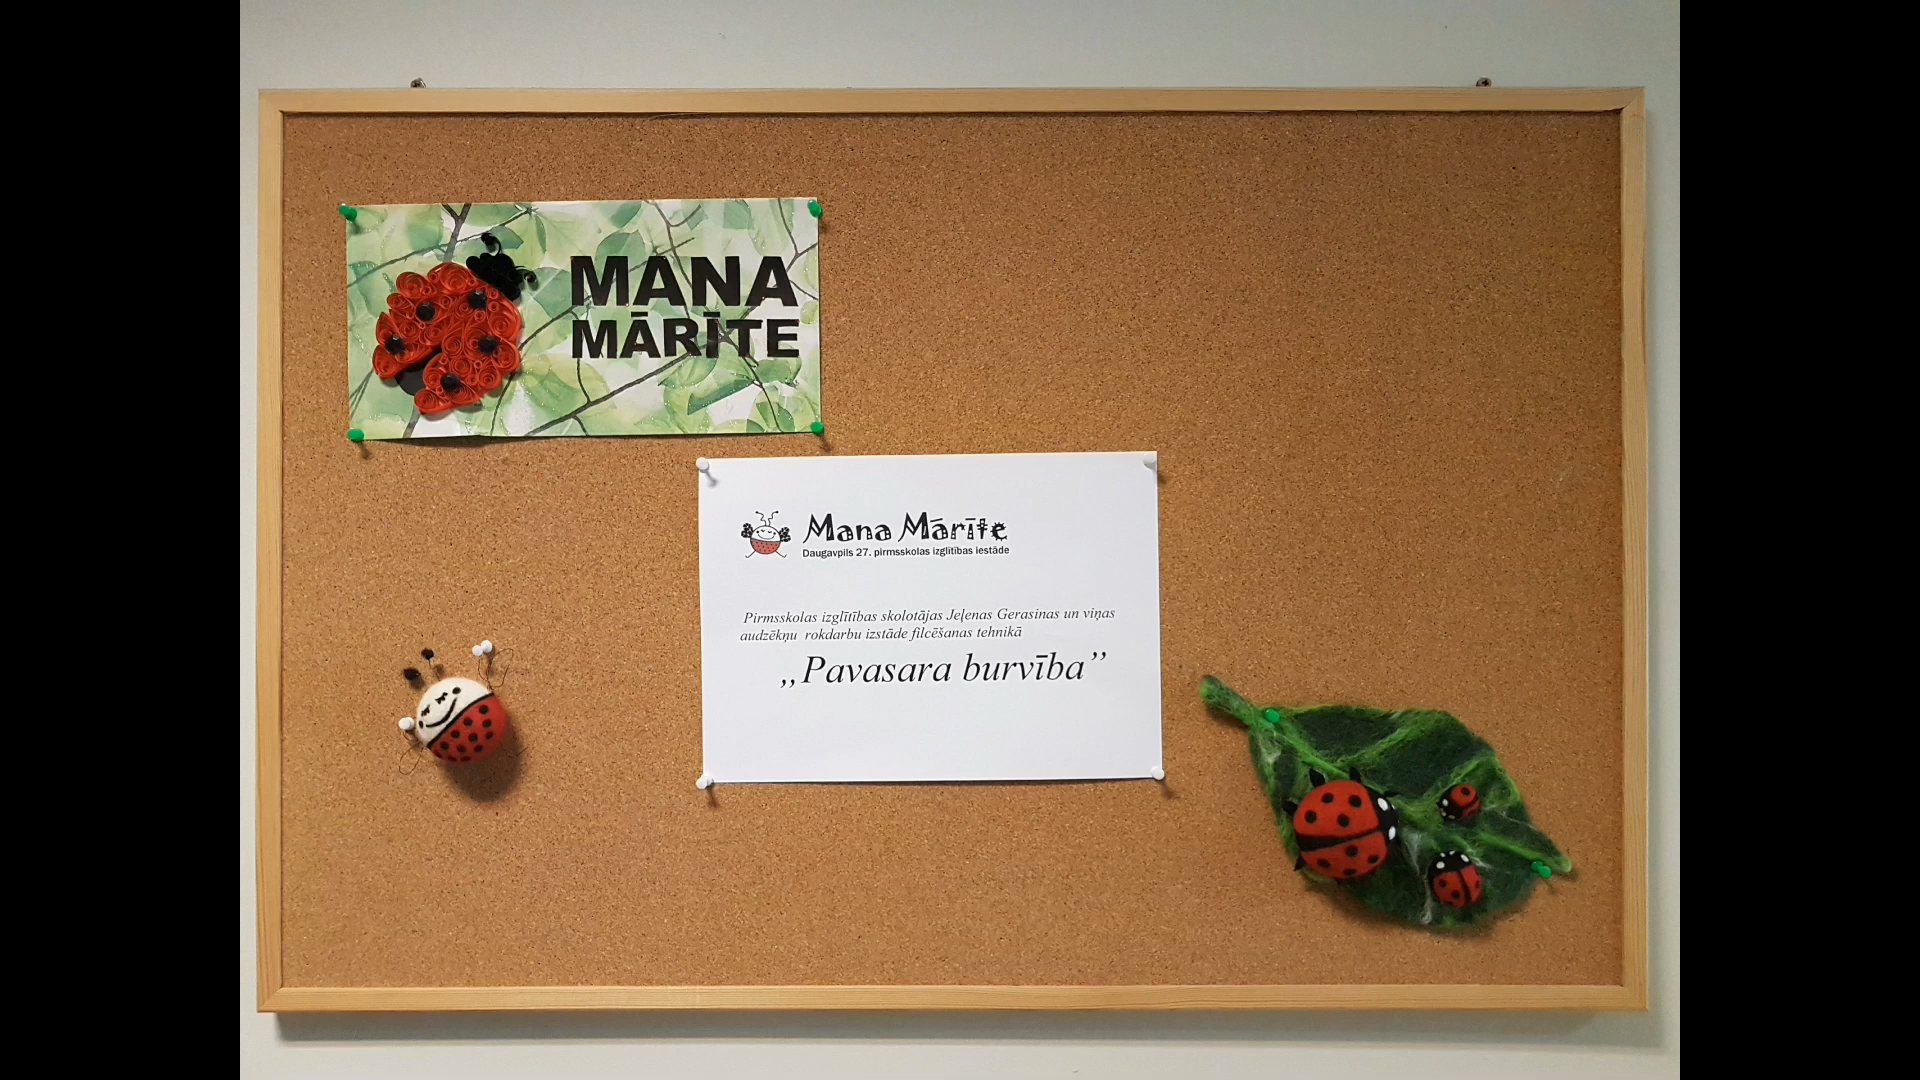 MANA
MĀRĪTE
Mana Mārīte
Daugavpils 27. pirmsskolas izglītības iestāde
Pirmsskolas izglītības skolotājas Jeļenas Gerasinas un viņas
audzēkņu rokdarbu izstāde filcēšanas tehnikā
,,Pavasara burvība”